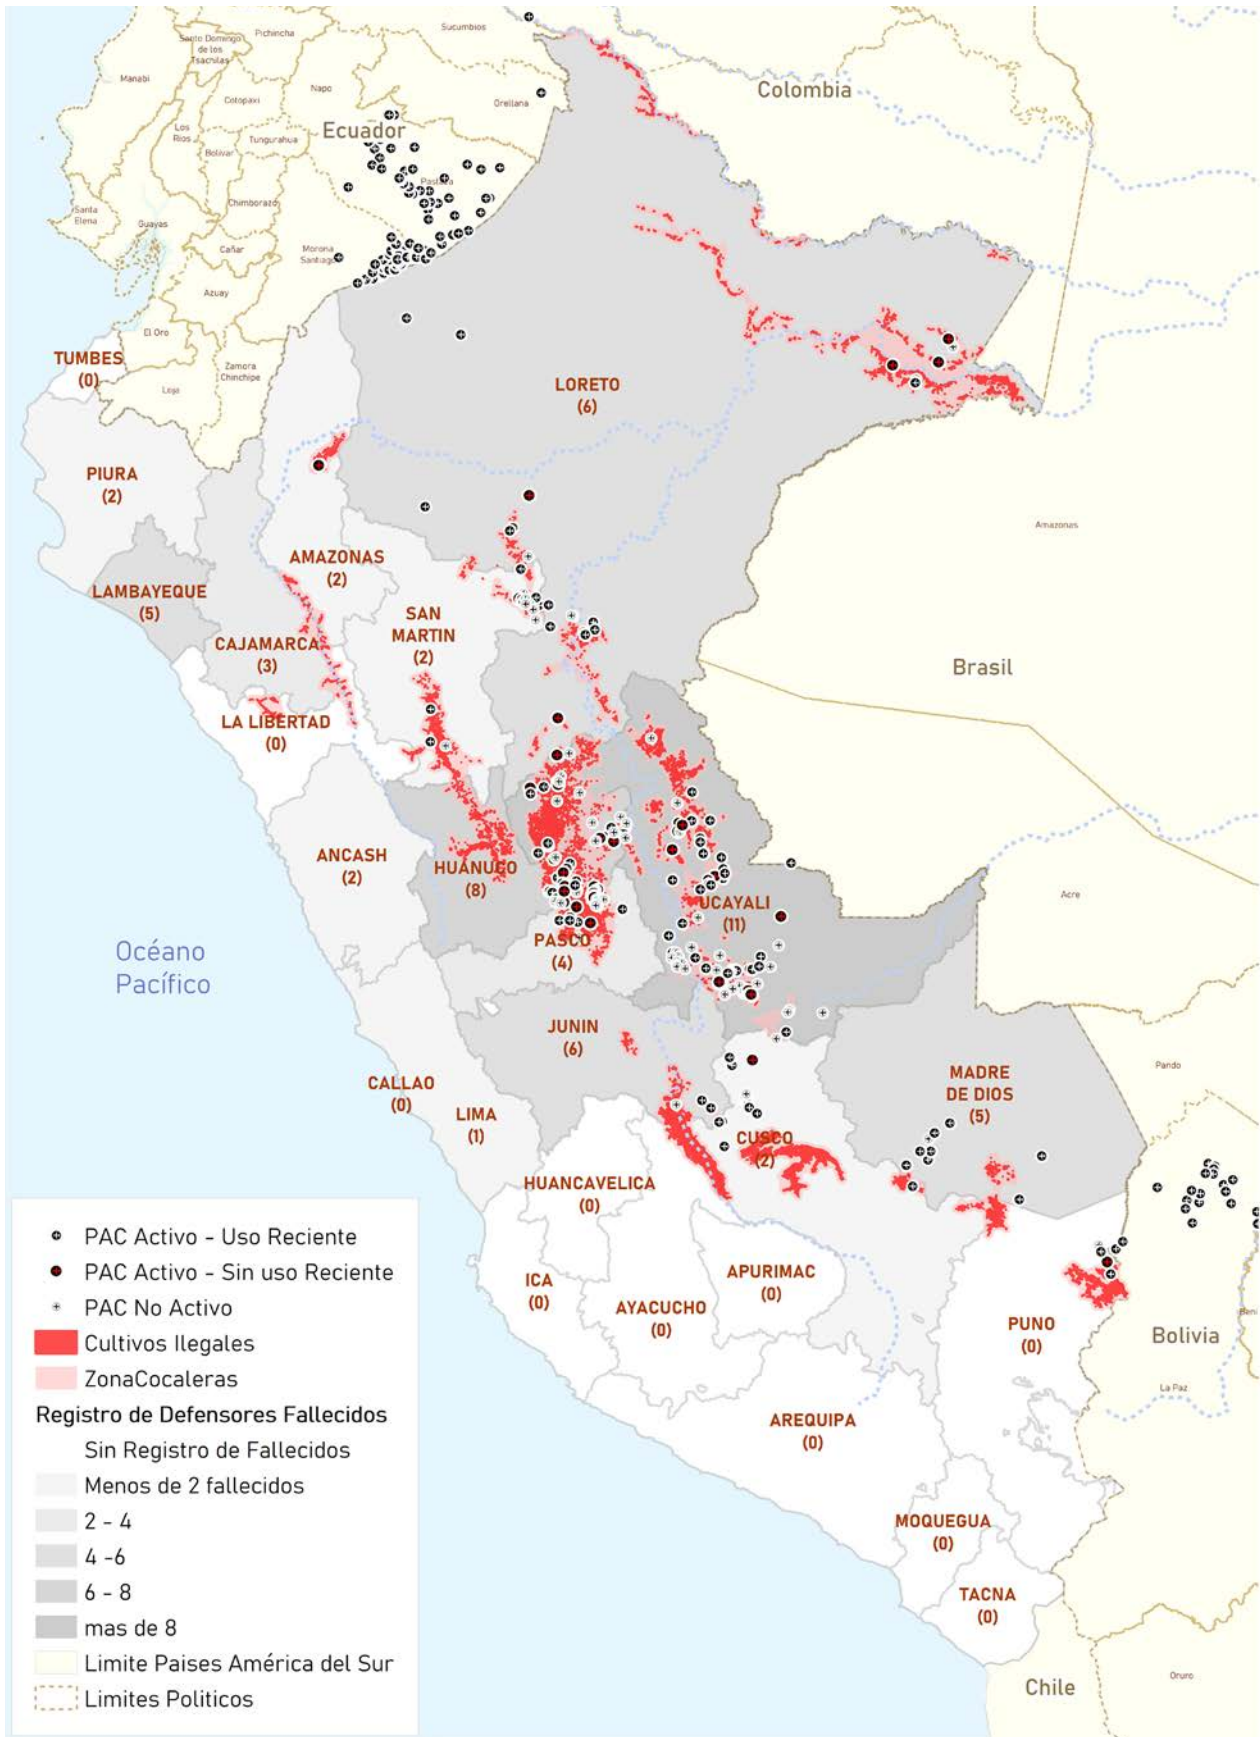 Sucumbios
Pichincha
Santo Domingo
de los
Tsachilas
Manabi
Napo
Orellana
Colombia
Cotopaxi
Ecuador
Los
Rios
Tungurahua
Bolivar
Pastaza
Chimborazo
Santa
Elena
Guayas
Cañar
Morona
Santiago
Azuay
El Oro
TUMBES
(0)
Zamora
Chinchipe
Loja
LORETO
(6)
PIURA
(2)
Amazonas
AMAZONAS
(2)
LAMBAYEQUE
(5)
SAN
MARTIN
(2)
CAJAMARCA
(3)
Brasil
LA LIBERTAD
(0)
ANCASH
(2)
HUANUCO
(8)
UCAYALI
(11)
Acre
PASCO
(4)
Océano
Pacífico
JUNIN
(6)
MADRE
DE DIOS
(5)
Pando
CALLAO
(0)
LIMA
(1)
CUSCO
(2)
HUANCAVELICA
(0)
ICA
(0)
APURIMAC
(0)
AYACUCHO
(0)
PUNO
(0)
Beni
Bolivia
La Paz
AREQUIPA
(0)
MOQUEGUA
(0)
TACNA
(0)
Chile
Oruro
PAC Activo - Uso Reciente
PAC Activo - Sin uso Reciente
PAC No Activo
Cultivos Ilegales
ZonaCocaleras
Registro de Defensores Fallecidos
Sin Registro de Fallecidos
Menos de 2 fallecidos
2 - 4
4 -6
6 - 8
mas de 8
Limite Paises América del Sur
Limites Politicos